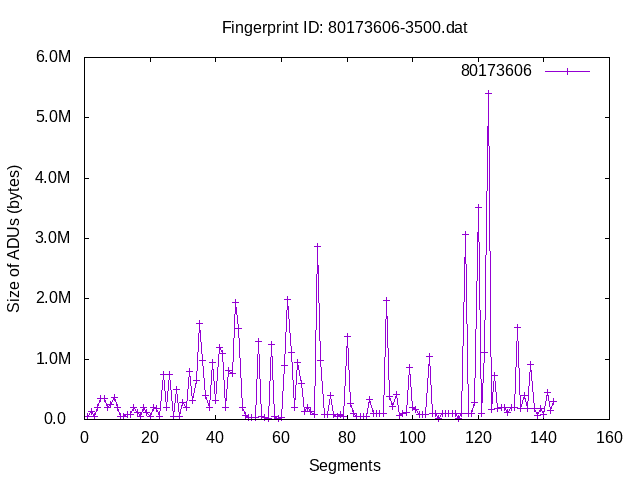 Fingerprint ID: 80173606-3500.dat
80173606
Size of ADUs (bytes)
6.0M
5.0M
4.0M
3.0M
2.0M
1.0M
0.0
0 20 40 60 80 100 120 140 160
Segments